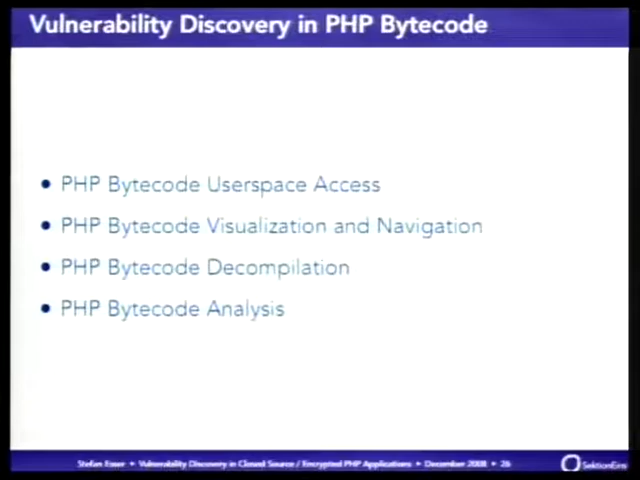 Vulnerability Discovery in PHP Bytecode
• PHP Bytecode Userspace Access
• PHP Bytecode Visualization and Navigation
• PHP Bytecode Decompilation
• PHP Bytecode Analysis
Stefan Esser • Vulnerability Discovery in Closed Source / Encrypted PHP Applications • December 2008 • 26
SektionEins